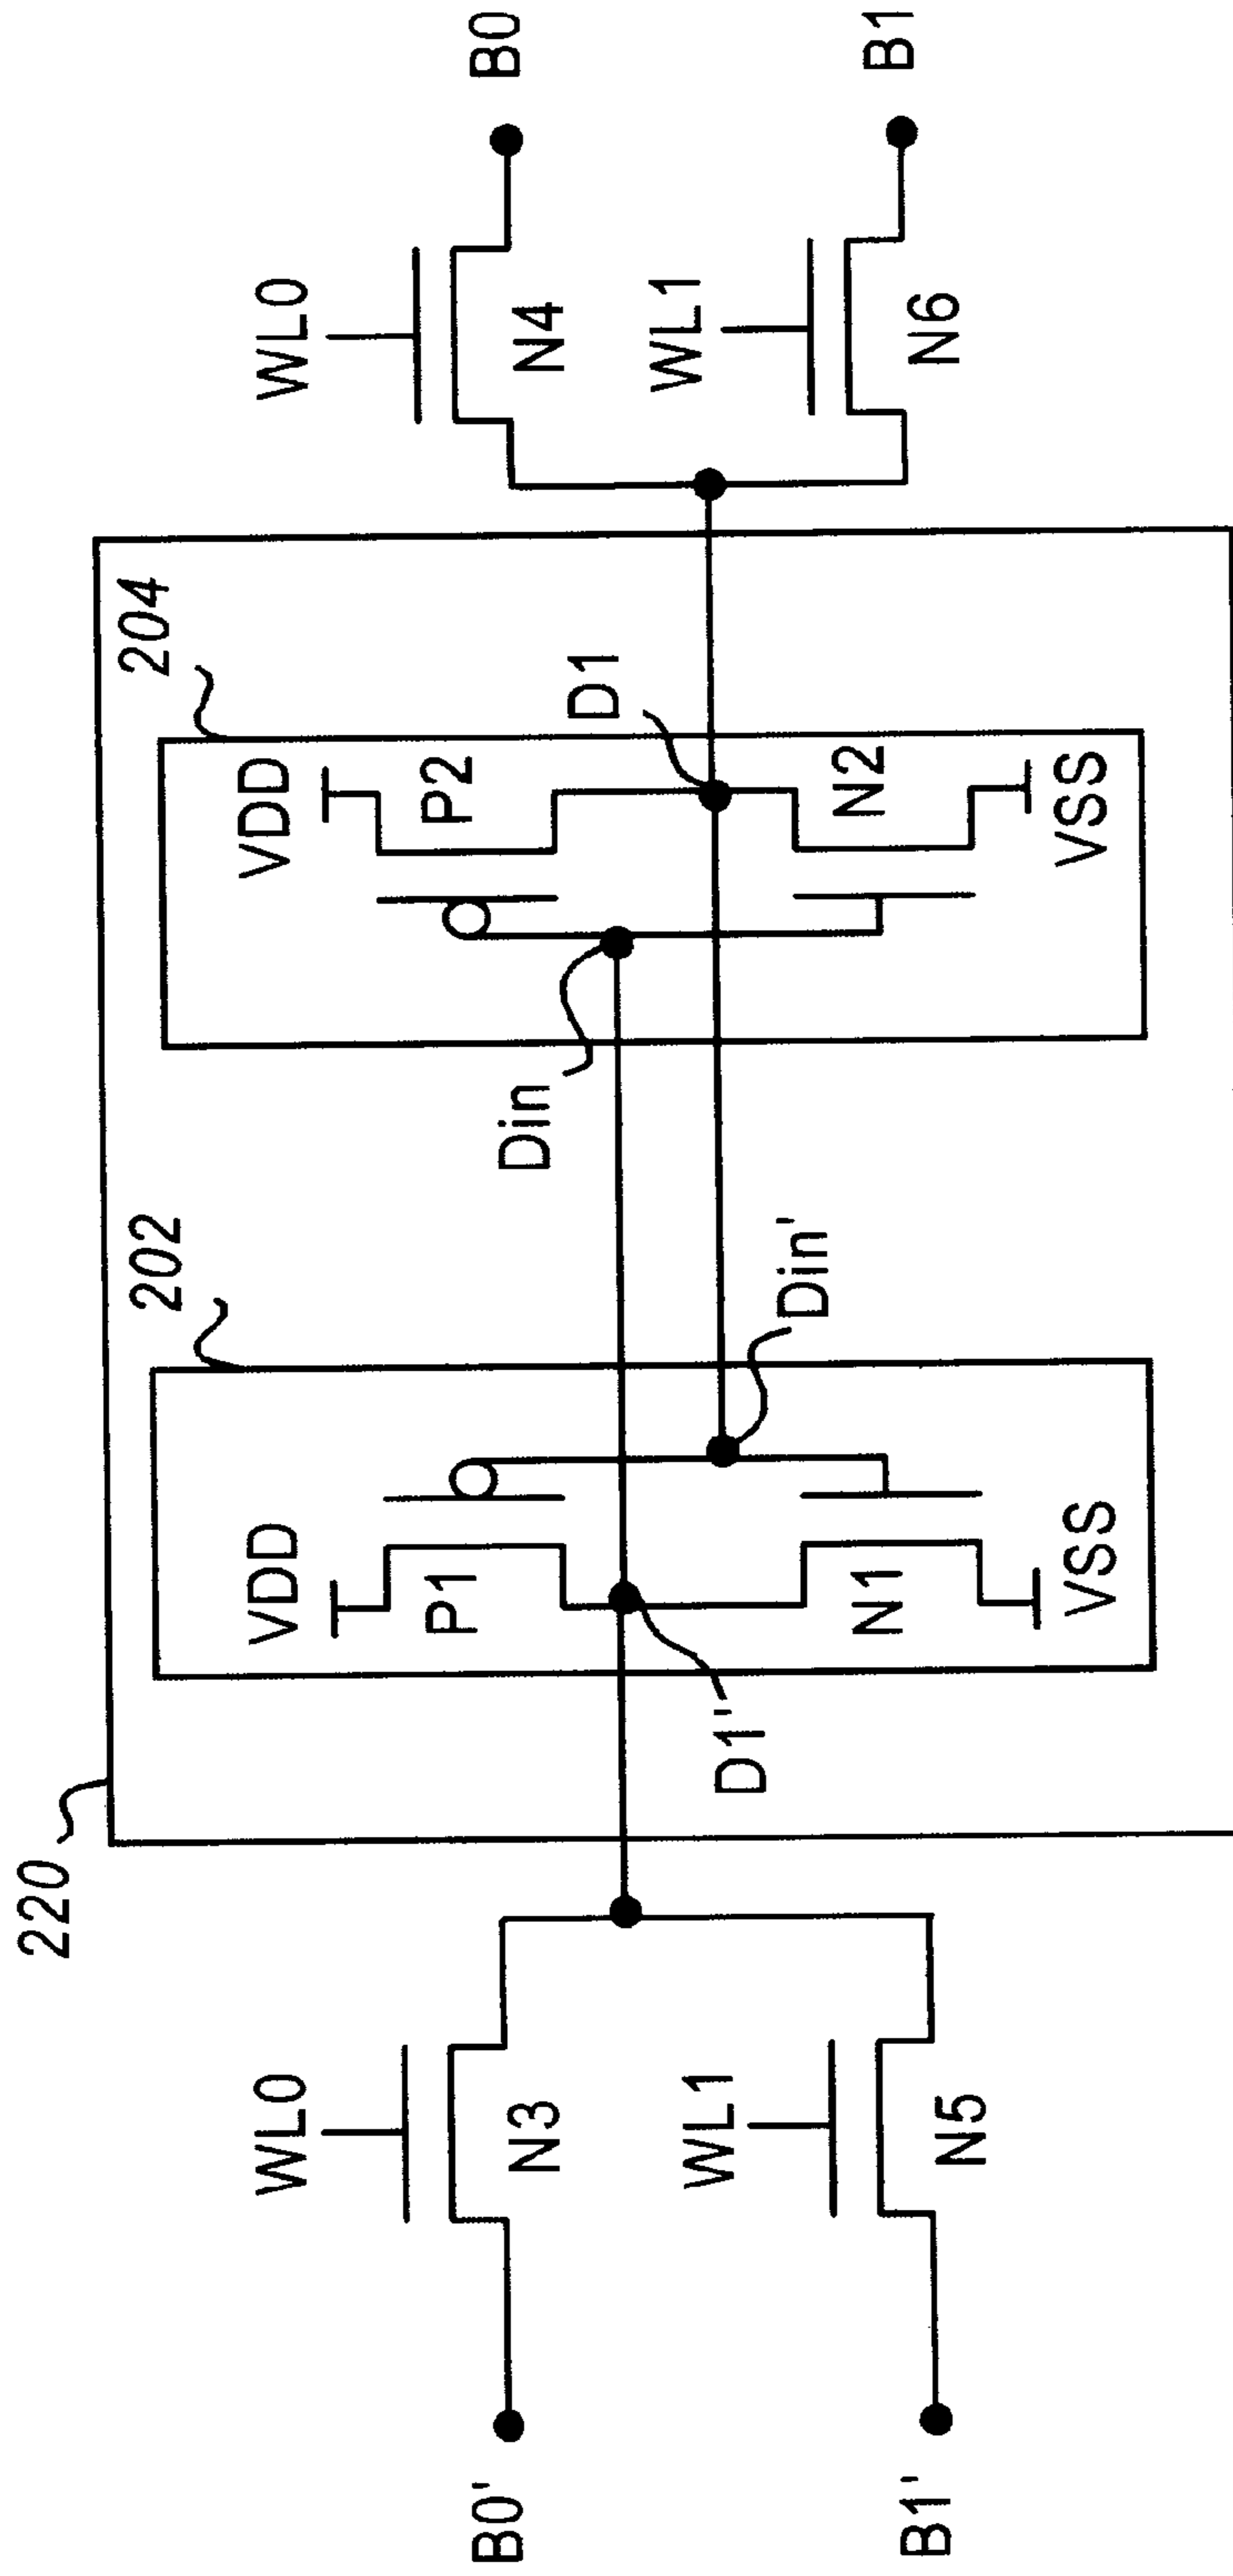 220
202
204
WL0
VDD
VDD
WL0
B0'
N3
P1
Din
P2
N4
B0
WL1
D1'
Din'
D1
WL1
B1'
N5
N1
VSS
N2
VSS
N6
B1